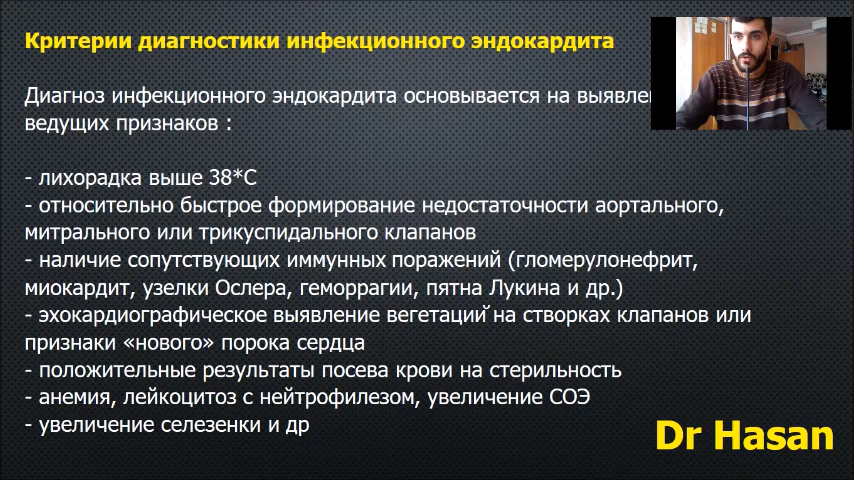 Критерии диагностики инфекционного эндокардита
Диагноз инфекционного эндокардита основывается на
ведущих признаков :
- лихорадка выше 38*С
- относительно быстрое формирование недостаточности аортального,
митрального или трикуспидального клапанов
- наличие сопутствующих иммунных поражений (гломерулонефрит,
миокардит, узелки Ослера, геморрагии, пятна Лукина и др.)
- эхокардиографическое выявление вегетаций на створках клапанов или
признаки «нового» порока сердца
- положительные результаты посева крови на стерильность
- анемия, лейкоцитоз с нейтрофилезом, увеличение СОЭ
- увеличение селезенки и др
Dr Hasan